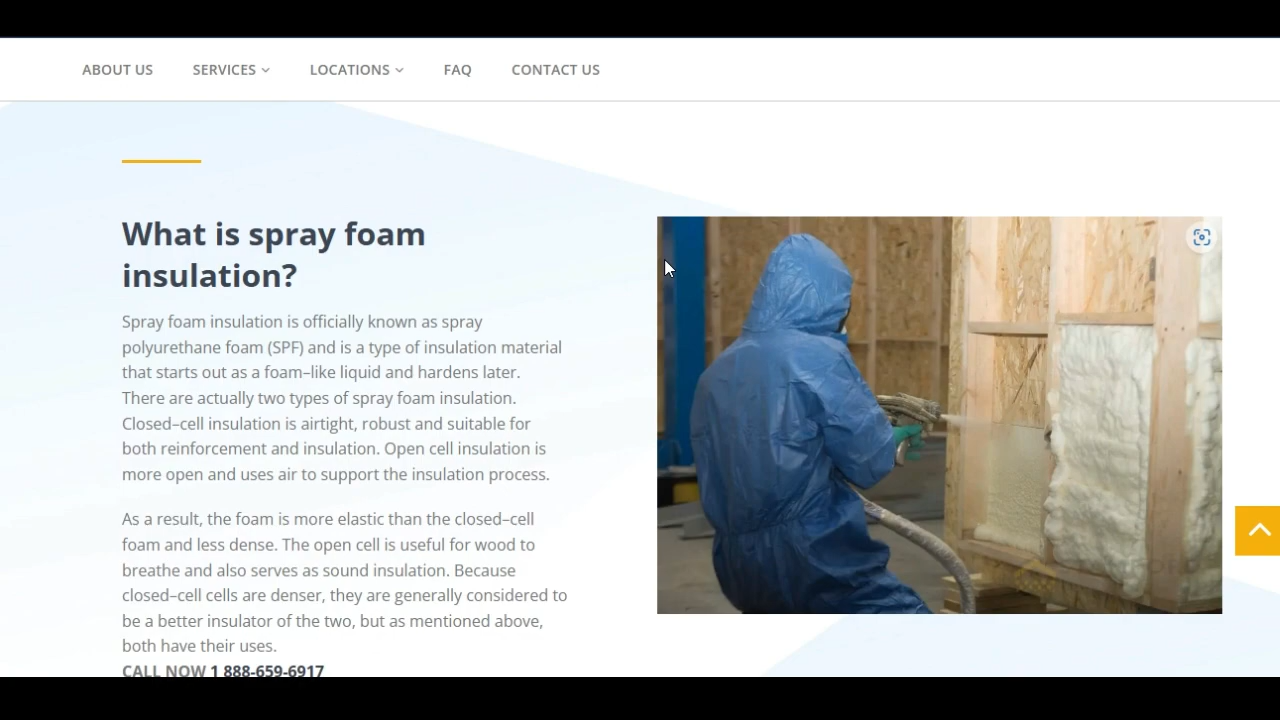 ABOUT US SERVICES LOCATIONS FAQ CONTACT US
What is spray foam
insulation?
Spray foam insulation is officially known as spray
polyurethane foam (SPF) and is a type of insulation material
that starts out as a foam–like liquid and hardens later.
There are actually two types of spray foam insulation.
Closed–cell insulation is airtight, robust and suitable for
both reinforcement and insulation. Open cell insulation is
more open and uses air to support the insulation process.
As a result, the foam is more elastic than the closed–cell
foam and less dense. The open cell is useful for wood to
breathe and also serves as sound insulation. Because
closed–cell cells are denser, they are generally considered to
be a better insulator of the two, but as mentioned above,
both have their uses.
CALL NOW 1 888-659-6917